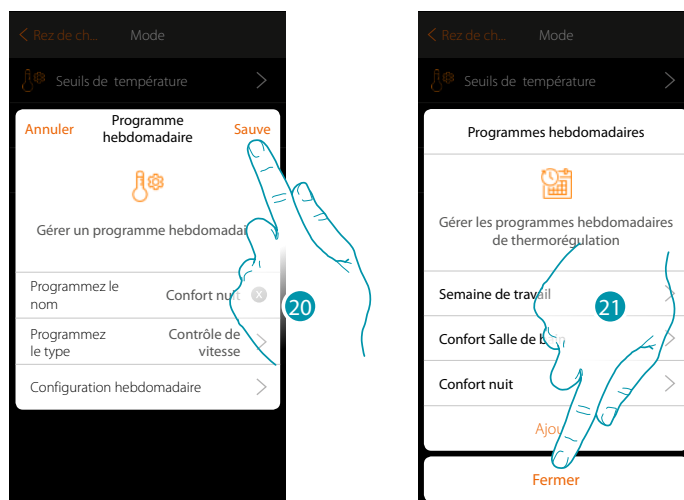 Rez de ch... Mode
Seuils de température
Annuler Programme hebdomadaire Sauve
Gérer un programme
Programmez le nom Confort nuit
Programmez le type Contrôle de vitesse
Configuration hebdomadaire
20
Rez de ch... Mode
Seuils de température
Programmes hebdomadaires
Gérer les programmes hebdomadaires
de thermorégulation
Semaine de travail
21
Confort Salle de
Confort nuit
Fermer